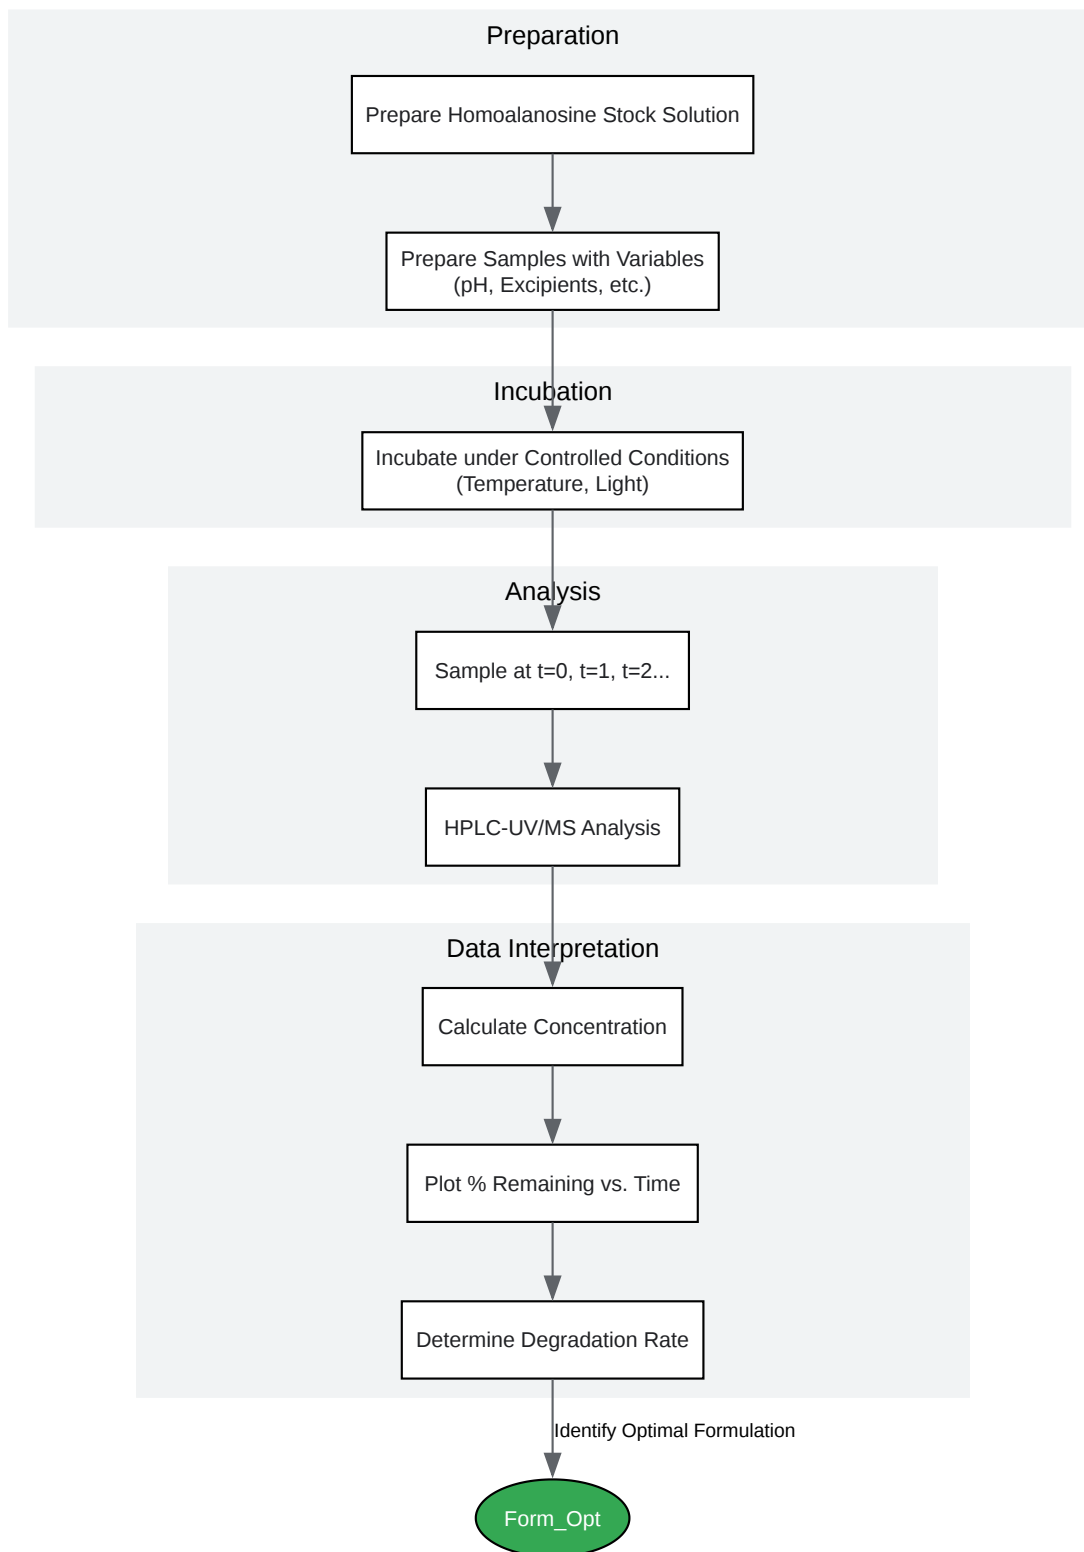 Preparation
Prepare Homoalanosine Stock Solution
Prepare Samples with Variables
(pH, Excipients, etc.)
Incubation
Incubate under Controlled Conditions
(Temperature, Light)
Analysis
Sample at t=0, t=1, t=2...
HPLC-UV/MS Analysis
Data Interpretation
Calculate Concentration
Plot % Remaining vs. Time
Determine Degradation Rate
Identify Optimal Formulation
Form_Opt